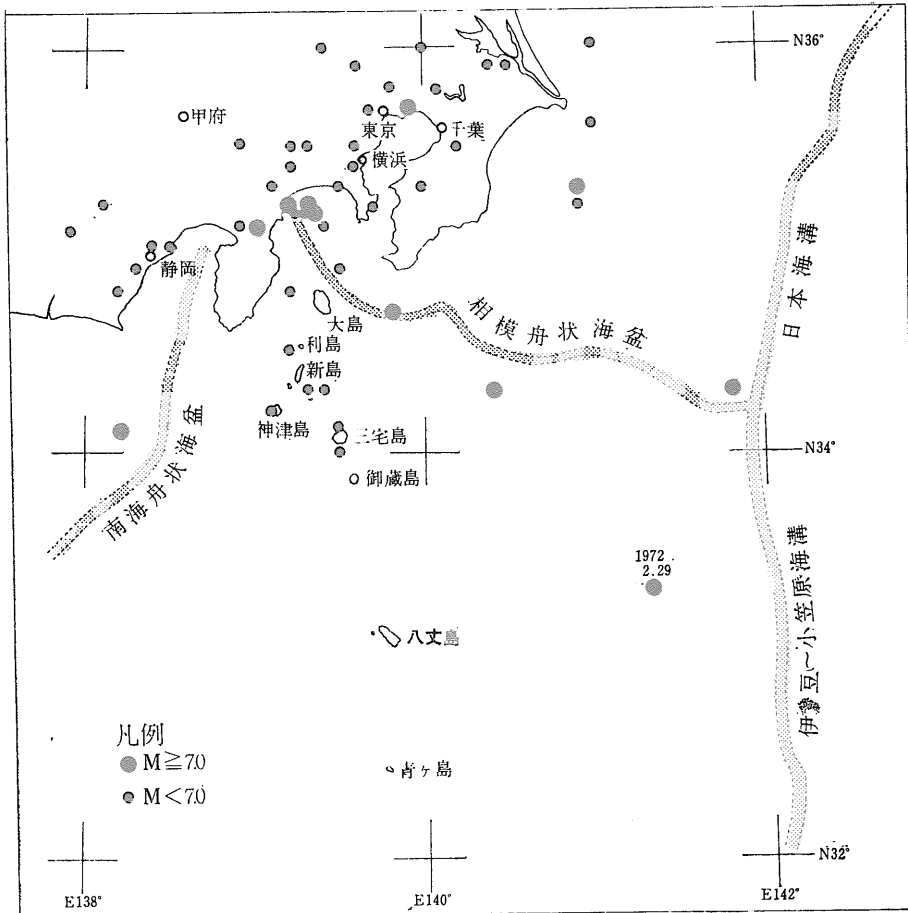 N36°
甲府
東京
千葉
横浜
静岡
大島
利島
新島
神津島
三宅島
御蔵島
相模舟状海盆
日本海溝
南海舟状海盆
N34°
1972
2.29
八丈島
伊豆〜小笠原海溝
凡例
M≧7.0
M<7.0
青ヶ島
N32°
E138°
E140°
E142°